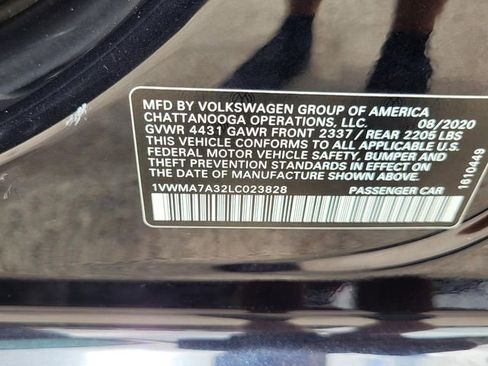 MFD BY VOLKSWAGEN GROUP OF AMERICA
CHATTANOOGA OPERATIONS, LLC. 08/2020
GVWR 4431 GAWR FRONT 2337 / REAR 2205 LBS
THIS VEHICLE CONFORMS TO ALL APPLICABLE U.S.
FEDERAL MOTOR VEHICLE SAFETY, BUMPER AND
THEFT PREVENTION STANDARDS IN EFFECT ON
THE DATE OF MANUFACTURE SHOWN ABOVE
1VWMA7A32LC023828 PASSENGER CAR
1610449